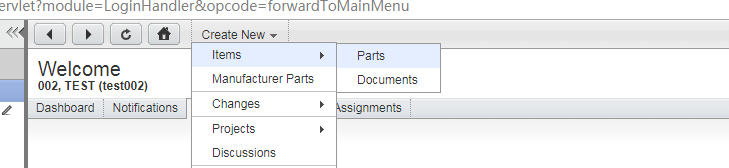 ervlet?module=LoginHandler&opcode=forwardToMainMenu
Create New
Items
Parts
Documents
Manufacturer Parts
Changes
Projects
Discussions
Welcome
002, TEST (test002)
Dashboard
Notifications
Assignments